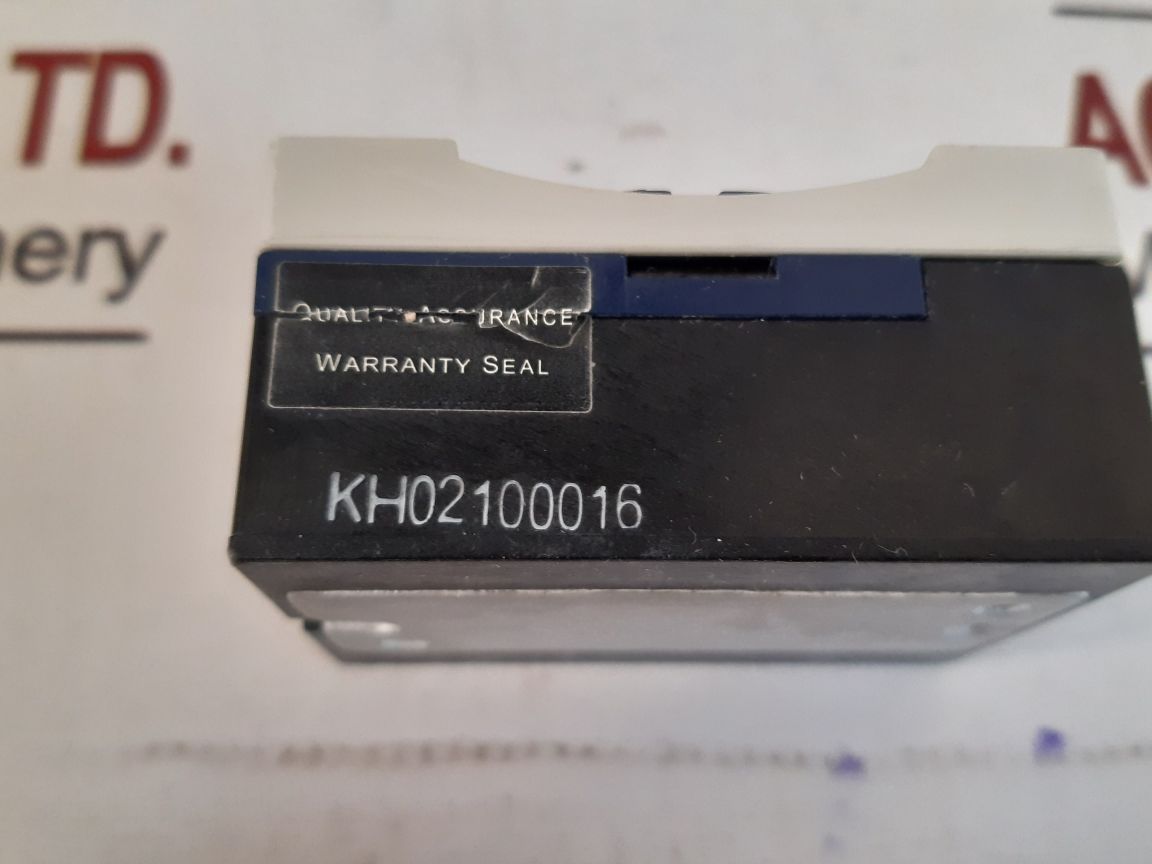 TD.
nery
QUALITY ASSURANCE
WARRANTY SEAL
KH02100016